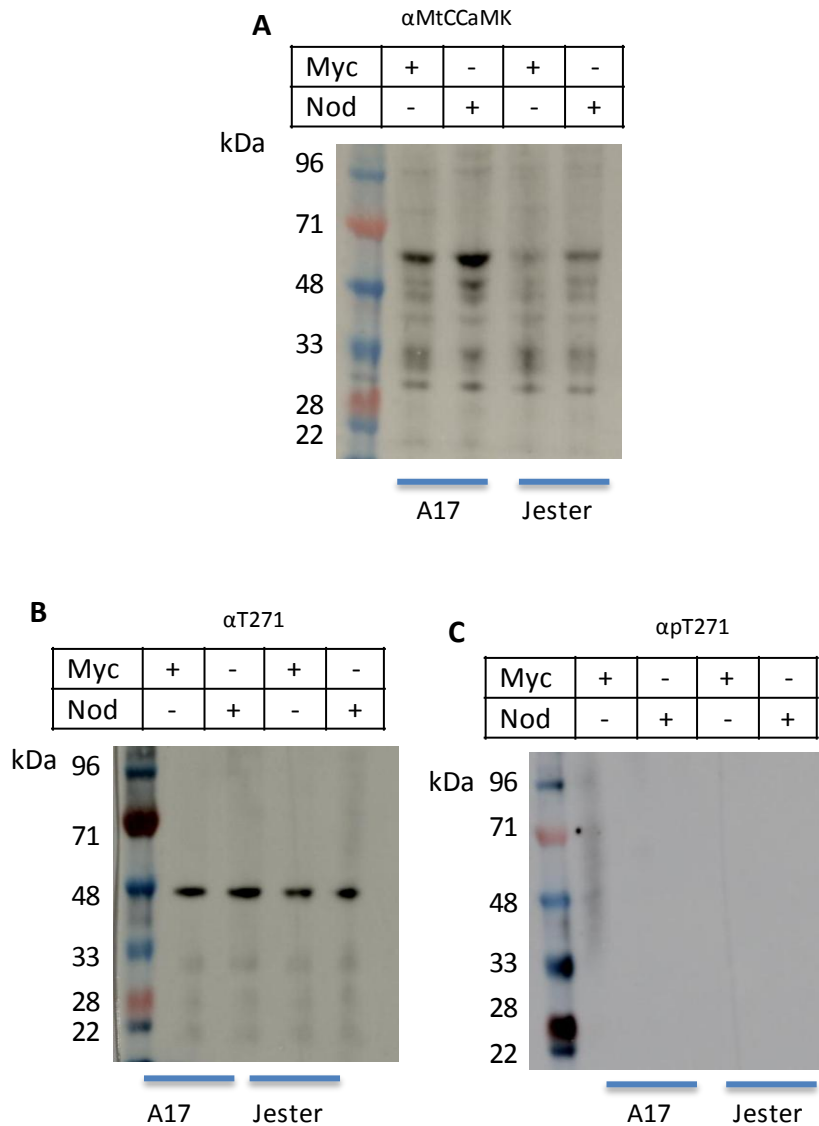 A
αMtCCaMK
Myc + - + -
Nod - + - +
kDa
96
71
48
33
28
22
A17 Jester
B
αT271
Myc + - + -
Nod - + - +
kDa
96
71
48
33
28
22
A17 Jester
C
αpT271
Myc + - + -
Nod - + - +
kDa
96
71
48
33
28
22
A17 Jester